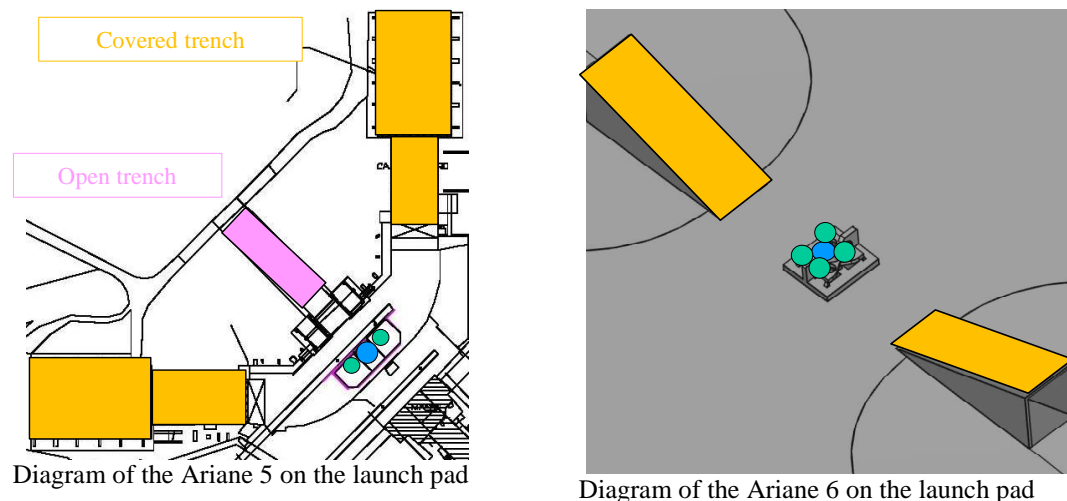 Covered trench
CA
Open trench
Diagram of the Ariane 5 on the launch pad
Diagram of the Ariane 6 on the launch pad